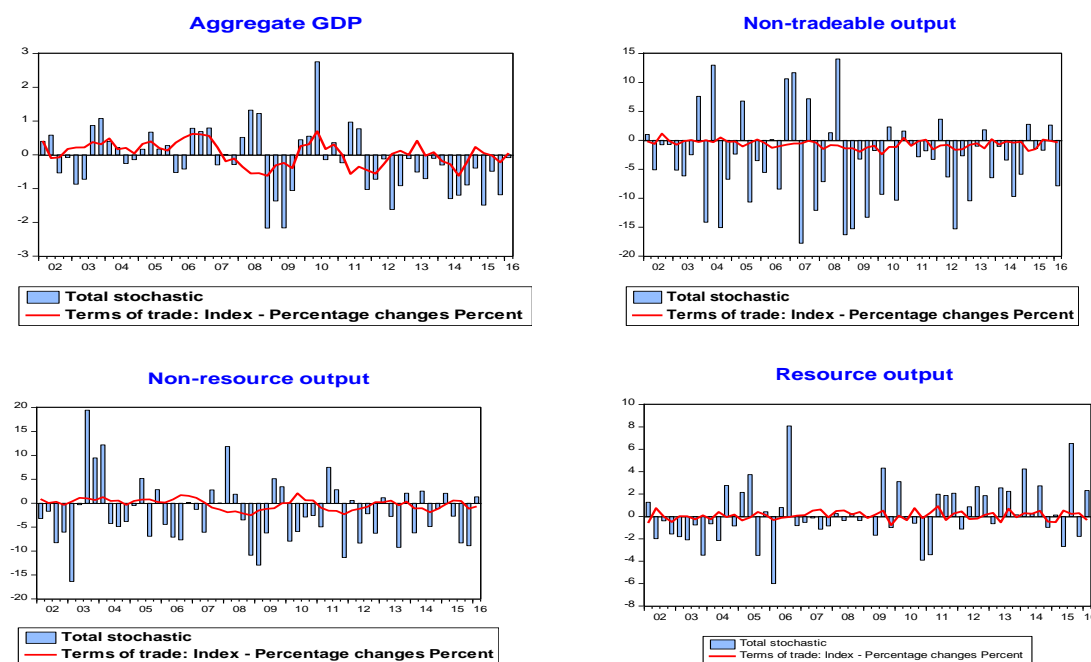 Aggregate GDP
3
2
1
0
-1
-2
-3
02 03 04 05 06 07 08 09 10 11 12 13 14 15 16
Total stochastic
Terms of trade: Index - Percentage changes Percent
Non-tradeable output
15
10
5
0
-5
-10
-15
-20
02 03 04 05 06 07 08 09 10 11 12 13 14 15 16
Total stochastic
Terms of trade: Index - Percentage changes Percent
Non-resource output
20
15
10
5
0
-5
-10
-15
-20
02 03 04 05 06 07 08 09 10 11 12 13 14 15 16
Total stochastic
Terms of trade: Index - Percentage changes Percent
Resource output
10
8
6
4
2
0
-2
-4
-6
-8
02 03 04 05 06 07 08 09 10 11 12 13 14 15
Total stochastic
Terms of trade: Index - Percentage changes Percent